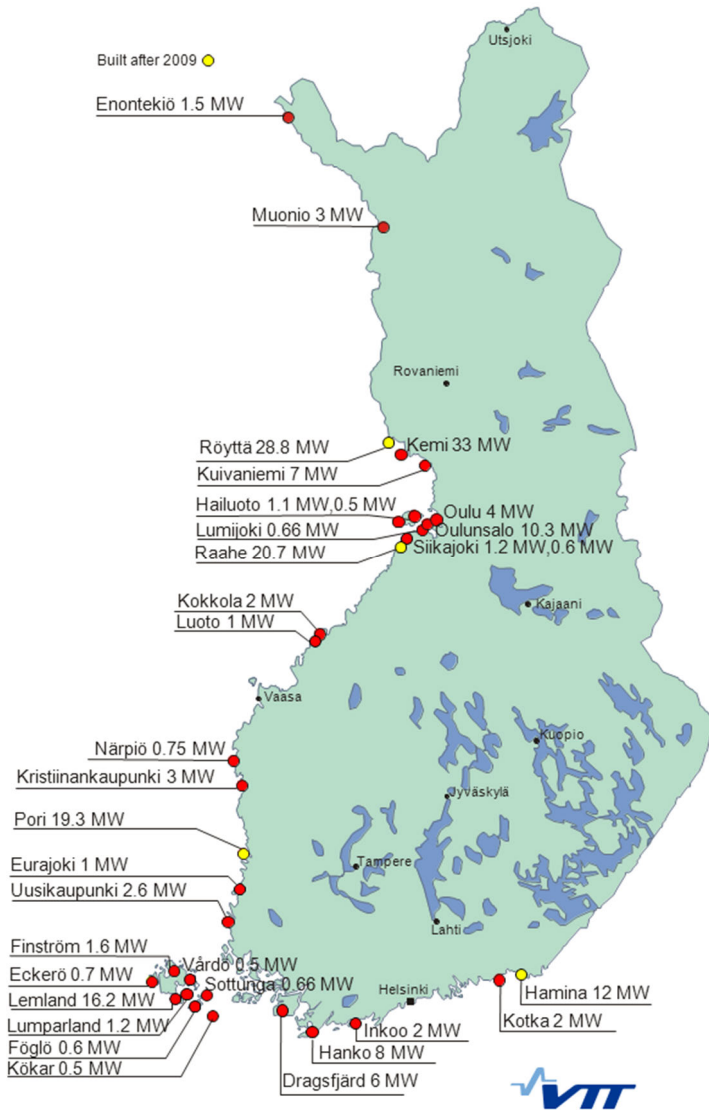 Utsjoki
Built after 2009
Enontekiö 1.5 MW
Muonio 3 MW
Rovaniemi
Röyttä 28.8 MW
Kemi 33 MW
Kuivaniemi 7 MW
Hailuoto 1.1 MW,0.5 MW
Oulu 4 MW
Lumijoki 0.66 MW
Oulunsalo 10.3 MW
Raahe 20.7 MW
Siikajoki 1.2 MW,0.6 MW
Kajaani
Kokkola 2 MW
Luoto 1 MW
Vaasa
Kuopio
Närpiö 0.75 MW
Kristiinankaupunki 3 MW
Jyväskylä
Pori 19.3 MW
Tampere
Eurajoki 1 MW
Uusikaupunki 2.6 MW
Lahti
Finström 1.6 MW
Vårdö 0.5 MW
Eckerö 0.7 MW
Sottunga 0.66 MW
Helsinki
Lemland 16.2 MW
Hamina 12 MW
Lumparland 1.2 MW
Kotka 2 MW
Föglö 0.6 MW
Inkoo 2 MW
Kökar 0.5 MW
Hanko 8 MW
Dragsfjärd 6 MW
VTT